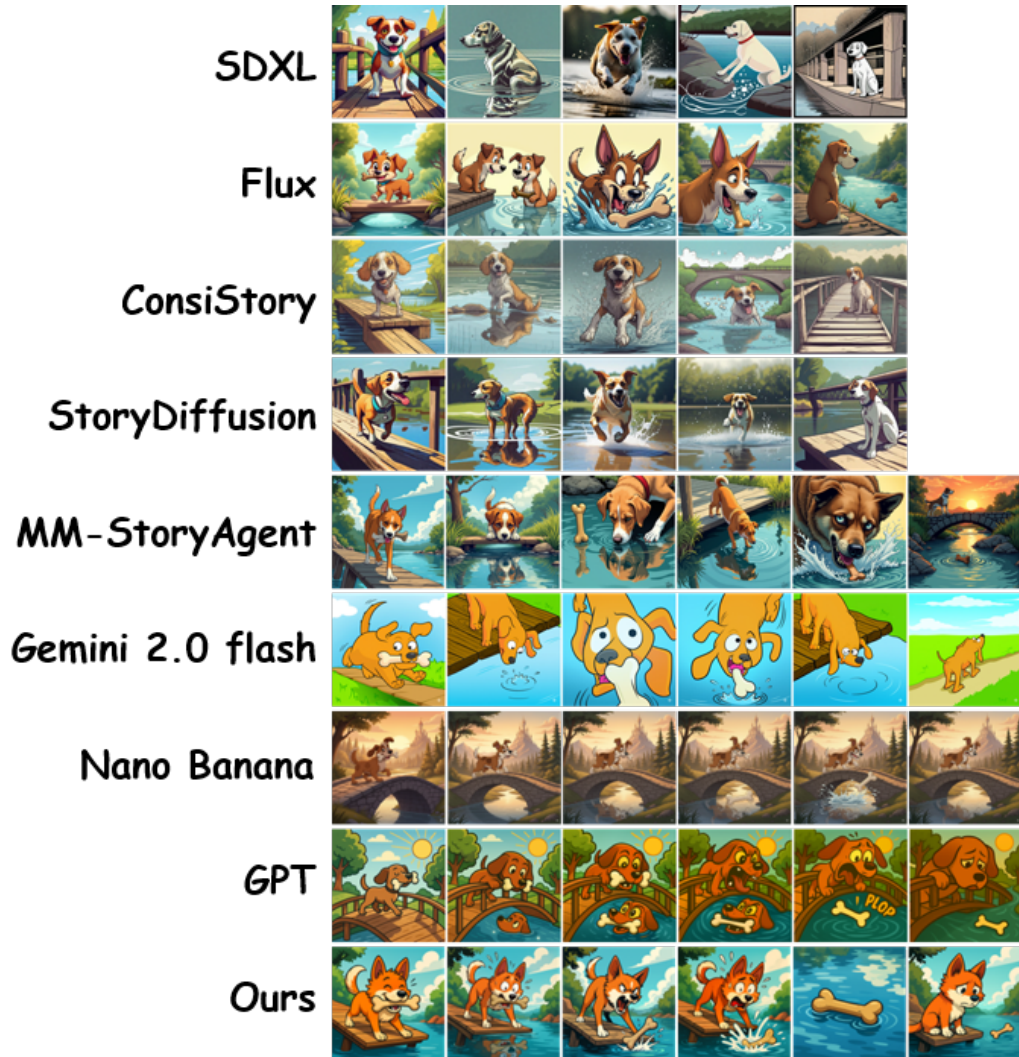 SDXL
Flux
ConsiStory
StoryDiffusion
MM-StoryAgent
Gemini 2.0 flash
Nano Banana
GPT
PLOP
Ours